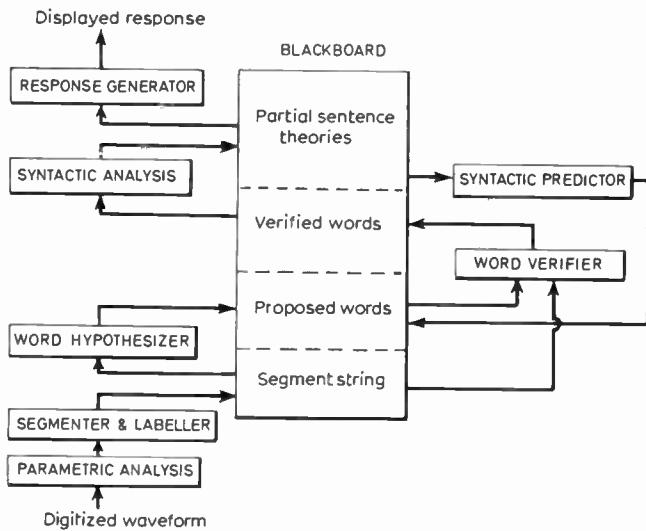 Displayed response
BLACKBOARD
RESPONSE GENERATOR
Partial sentence
theories
SYNTACTIC ANALYSIS
SYNTACTIC PREDICTOR
Verified words
WORD VERIFIER
Proposed words
WORD HYPOTHESIZER
Segment string
SEGMENTER & LABELLER
PARAMETRIC ANALYSIS
Digitized waveform